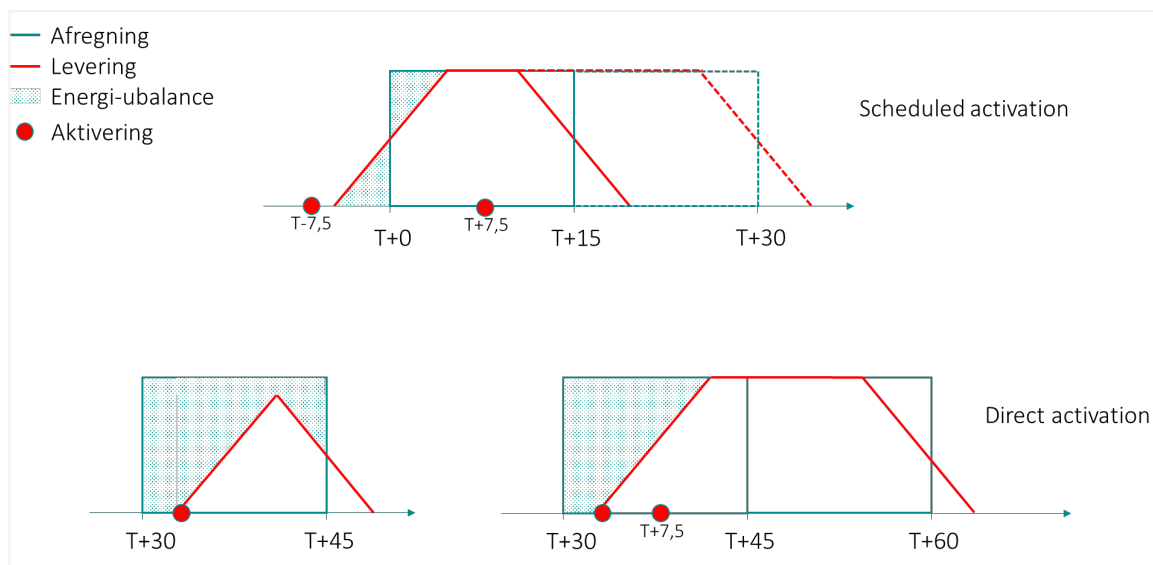 Afregning
Levering
Energi-ubalance
Aktivering
Scheduled activation
T-7,5
T+7,5
T+0
T+15
T+30
Direct activation
T+30
T+45
T+7,5
T+30
T+45
T+60